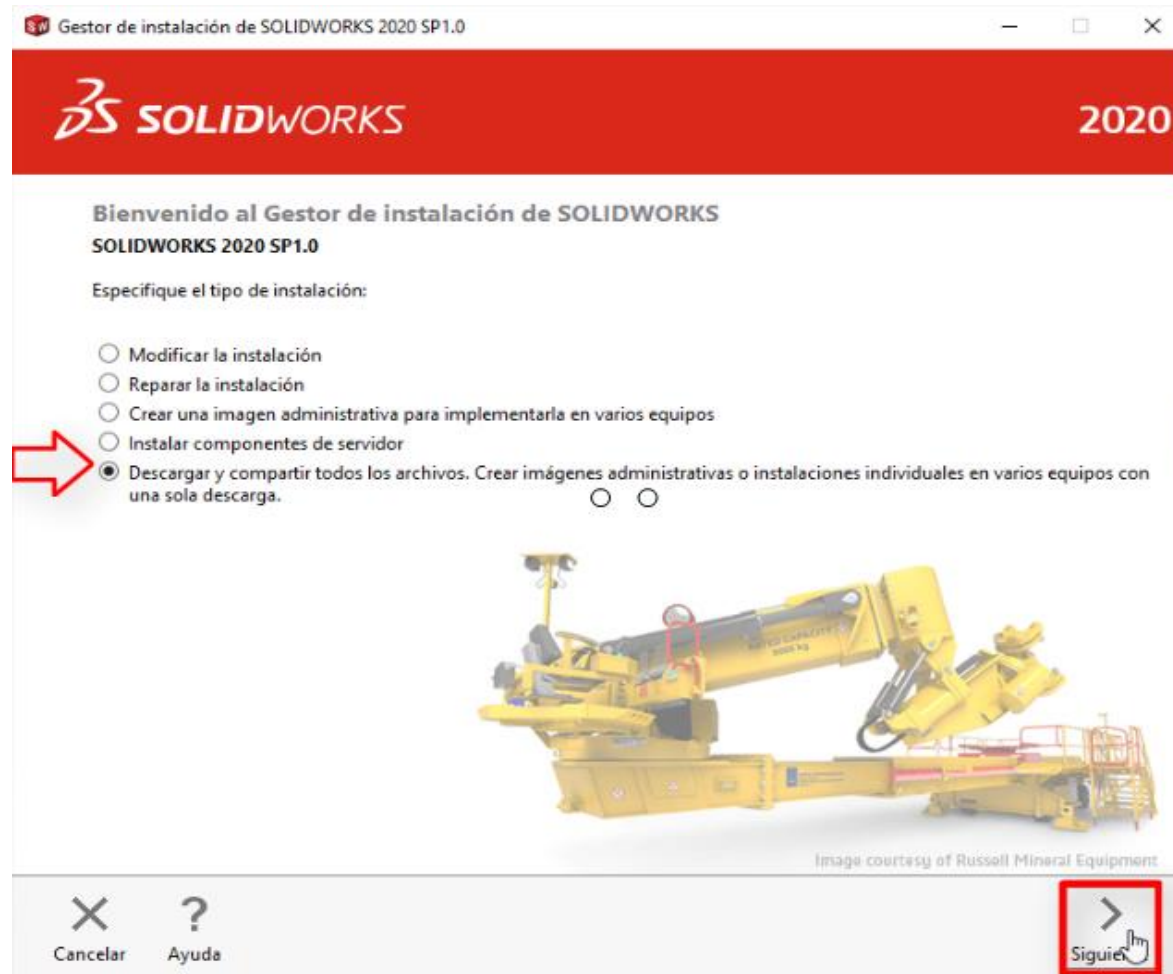 Gestor de instalación de SOLIDWORKS 2020 SP1.0
SOLIDWORKS 2020
Bienvenido al Gestor de instalación de SOLIDWORKS
SOLIDWORKS 2020 SP1.0
Especifique el tipo de instalación:
Modificar la instalación
Reparar la instalación
Crear una imagen administrativa para implementarla en varios equipos
Instalar componentes de servidor
Descargar y compartir todos los archivos. Crear imágenes administrativas o instalaciones individuales en varios equipos con
una sola descarga.
RATED CAPACITY
Image courtesy of Russell Mineral Equipment
Cancelar Ayuda